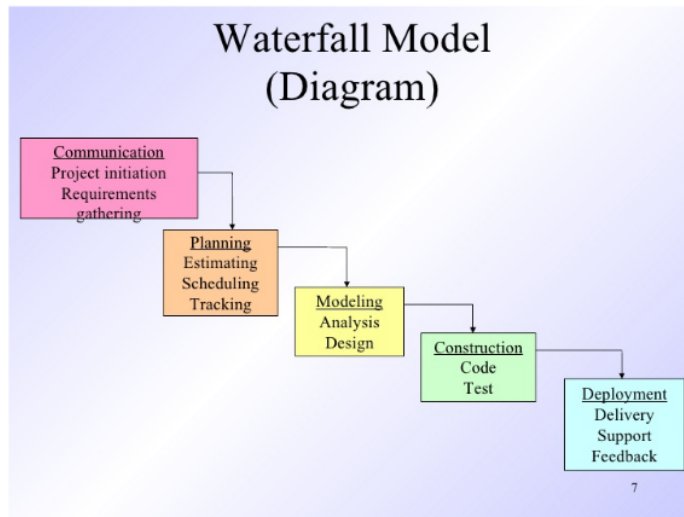 Waterfall Model
(Diagram)
Communication
Project initiation
Requirements
gathering
Planning
Estimating
Scheduling
Tracking
Modeling
Analysis
Design
Construction
Code
Test
Deployment
Delivery
Support
Feedback
7